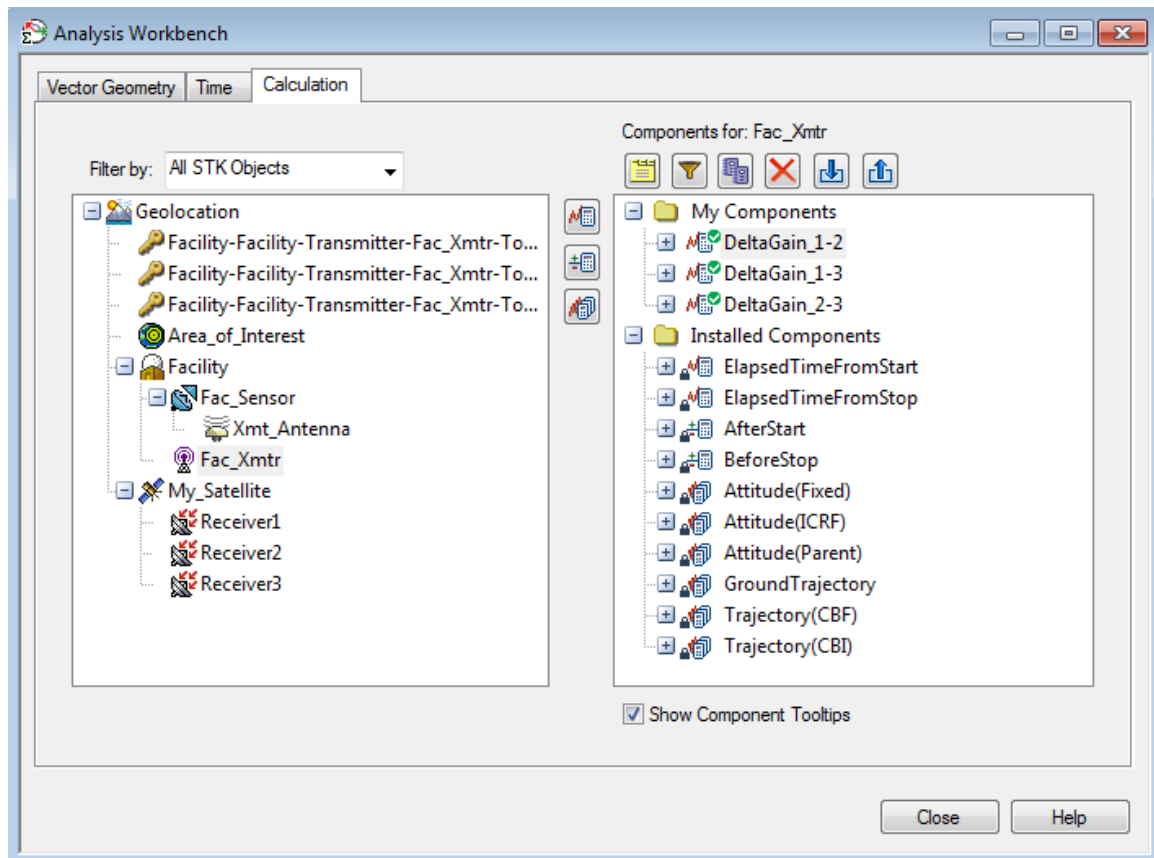 Analysis Workbench
Vector Geometry Time Calculation
Components for: Fac_Xmtr
Filter by: All STK Objects
Geolocation
Facility-Facility-Transmitter-Fac_Xmtr-To...
Facility-Facility-Transmitter-Fac_Xmtr-To...
Facility-Facility-Transmitter-Fac_Xmtr-To...
Area_of_Interest
Facility
Fac_Sensor
Xmt_Antenna
Fac_Xmtr
My_Satellite
Receiver1
Receiver2
Receiver3
My Components
DeltaGain_1-2
DeltaGain_1-3
DeltaGain_2-3
Installed Components
ElapsedTimeFromStart
ElapsedTimeFromStop
AfterStart
BeforeStop
Attitude(Fixed)
Attitude(ICRF)
Attitude(Parent)
GroundTrajectory
Trajectory(CBF)
Trajectory(CBI)
Show Component Tooltips
Close Help